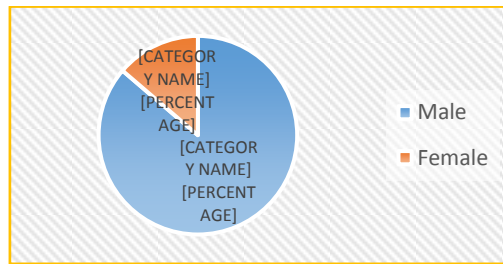 [CATEGOR
Y NAME]
[PERCENT
AGE]
[CATEGOR
Y NAME]
[PERCENT
AGE]
Male
Female